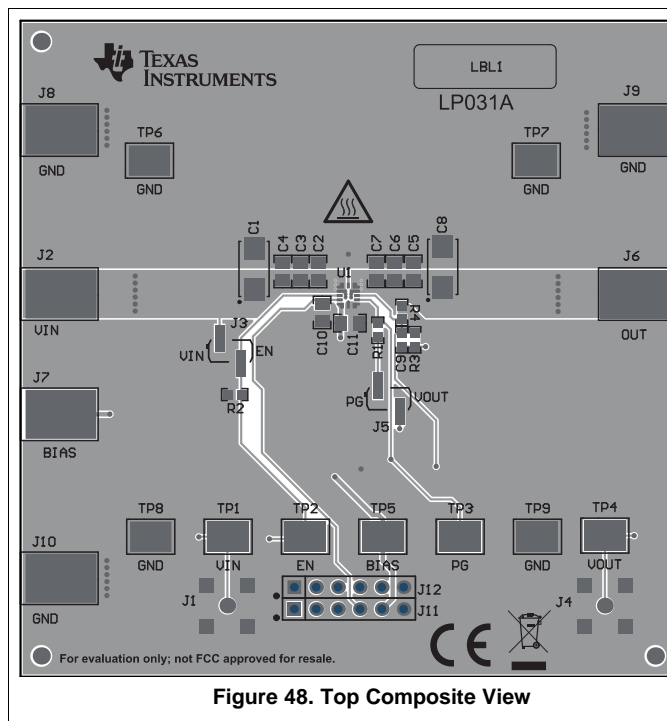 TEXAS
INSTRUMENTS
LBL1
LP031A
J8
J9
TP6
TP7
GND
GND
GND
GND
C1
C4
C3
C2
C7
C6
C5
C8
J2
J6
U1
VIN
OUT
J3
VIN
EN
C10
C11
R1
R4
C9
R3
J7
R2
PG
VOUT
J5
BIAS
TP8
TP1
TP2
TP5
TP3
TP9
TP4
J10
GND
VIN
EN
BIAS
PG
GND
VOUT
J1
J12
J11
J4
GND
CE
For evaluation only; not FCC approved for resale.
Figure 48. Top Composite View